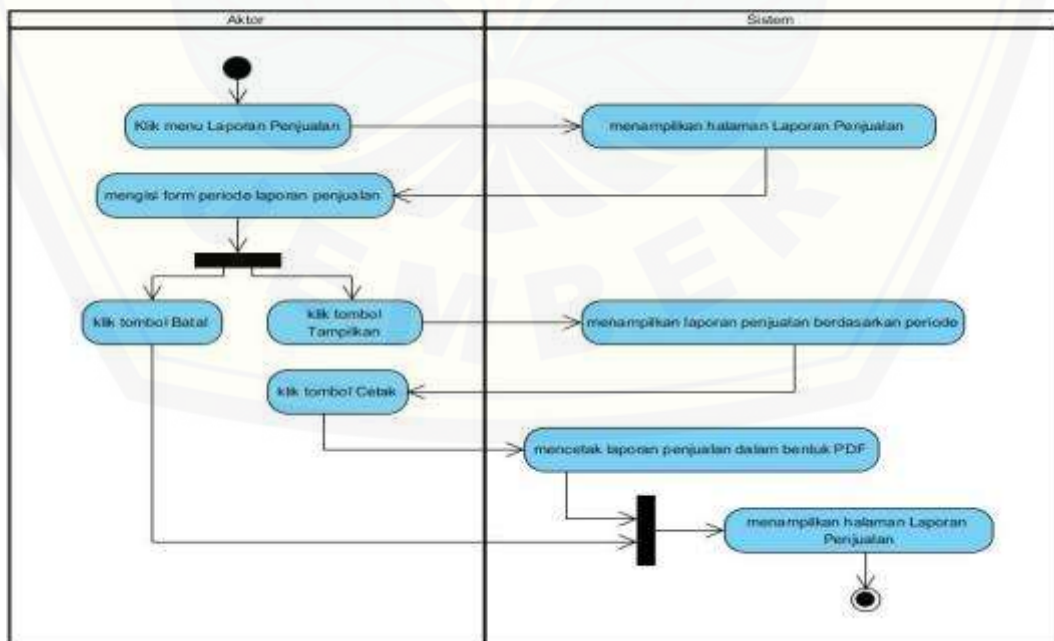 Aktor
Sistem
Klik menu Laporan Penjualan
menampilkan halaman Laporan Penjualan
mengisi form periode laporan penjualan
klik tombol Batal
klik tombol
Tampilkan
menampilkan laporan penjualan berdasarkan periode
klik tombol Cetak
mencetak laporan penjualan dalam bentuk PDF
menampilkan halaman Laporan
Penjualan
EMBER